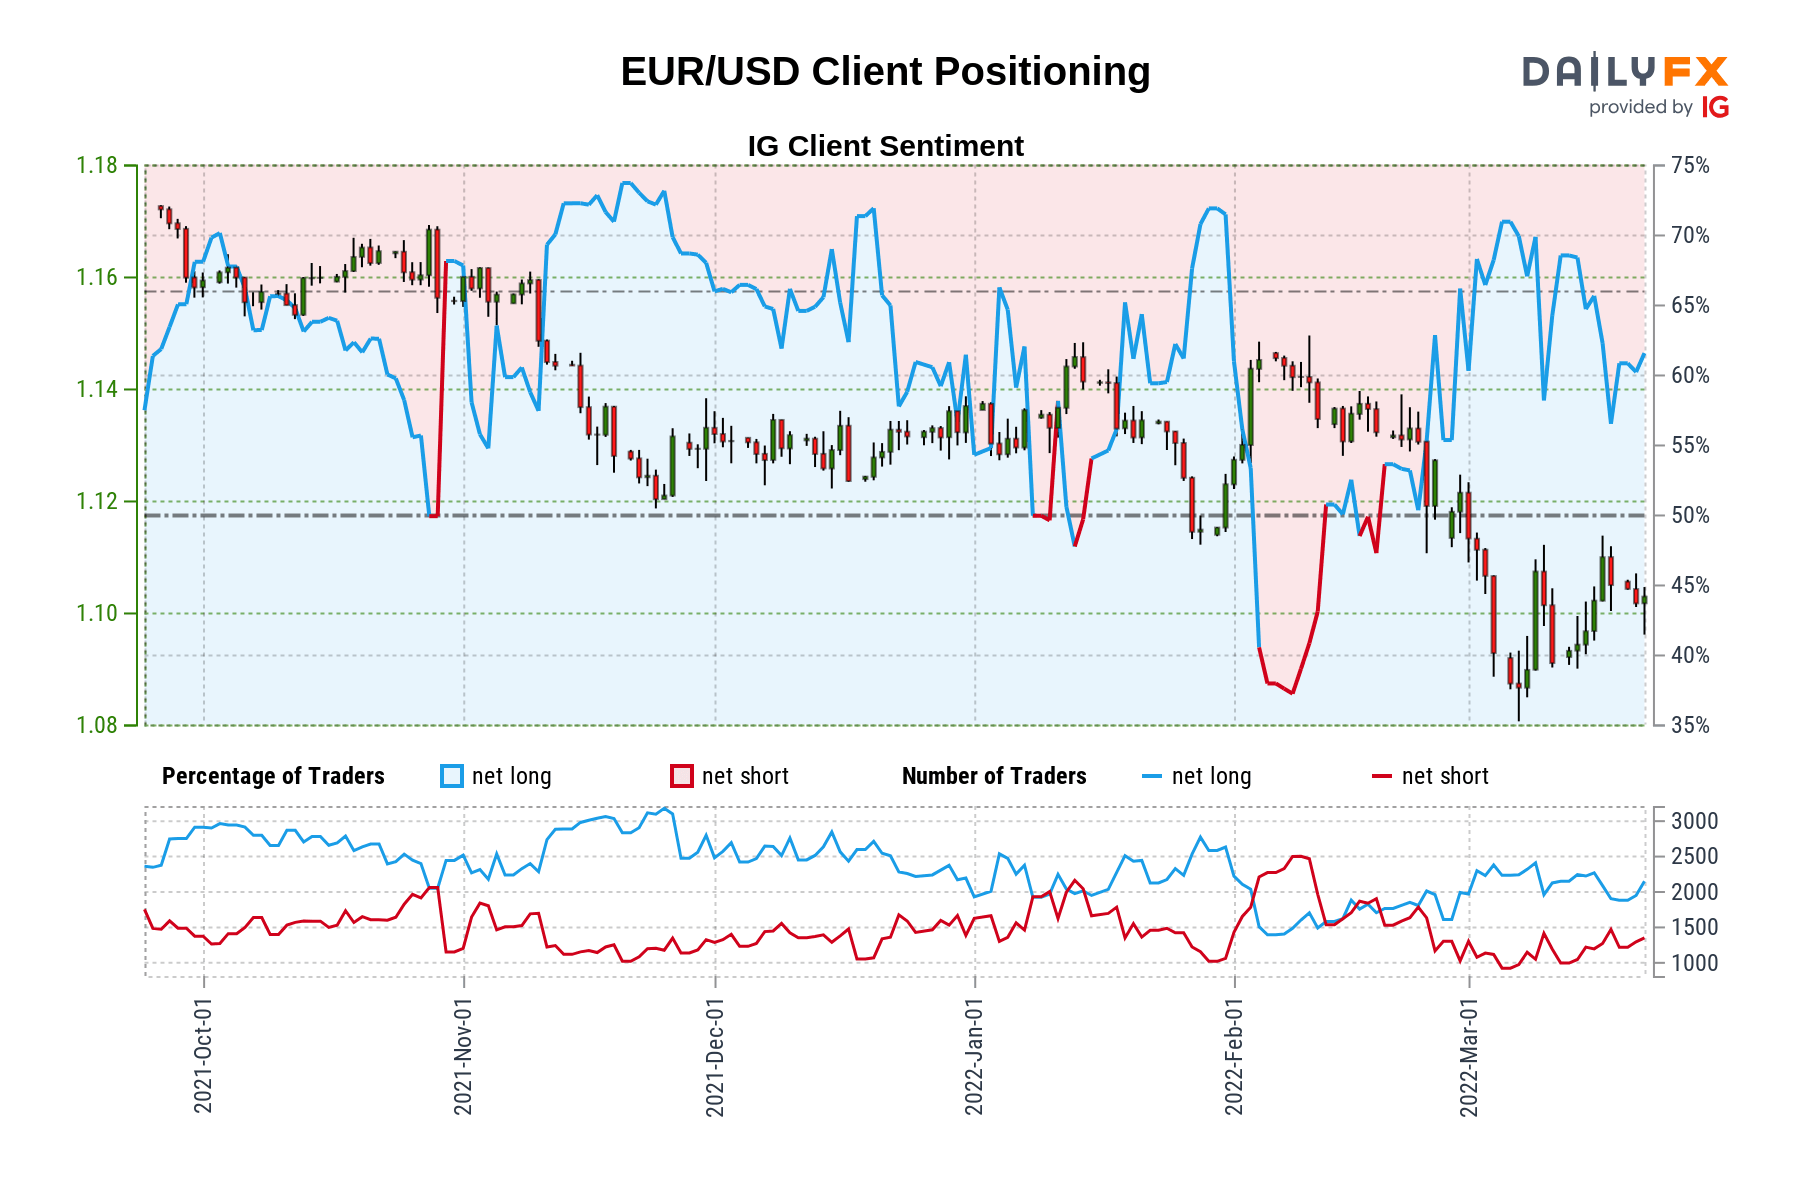 EUR/USD Client Positioning
DAILYFX
provided by IG
IG Client Sentiment
1.18
1.16
1.14
1.12
1.10
1.08
75%
70%
65%
60%
55%
50%
45%
40%
35%
Percentage of Traders net long net short Number of Traders net long net short
3000
2500
2000
1500
1000
2021-Oct-01
2021-Nov-01
2021-Dec-01
2022-Jan-01
2022-Feb-01
2022-Mar-01